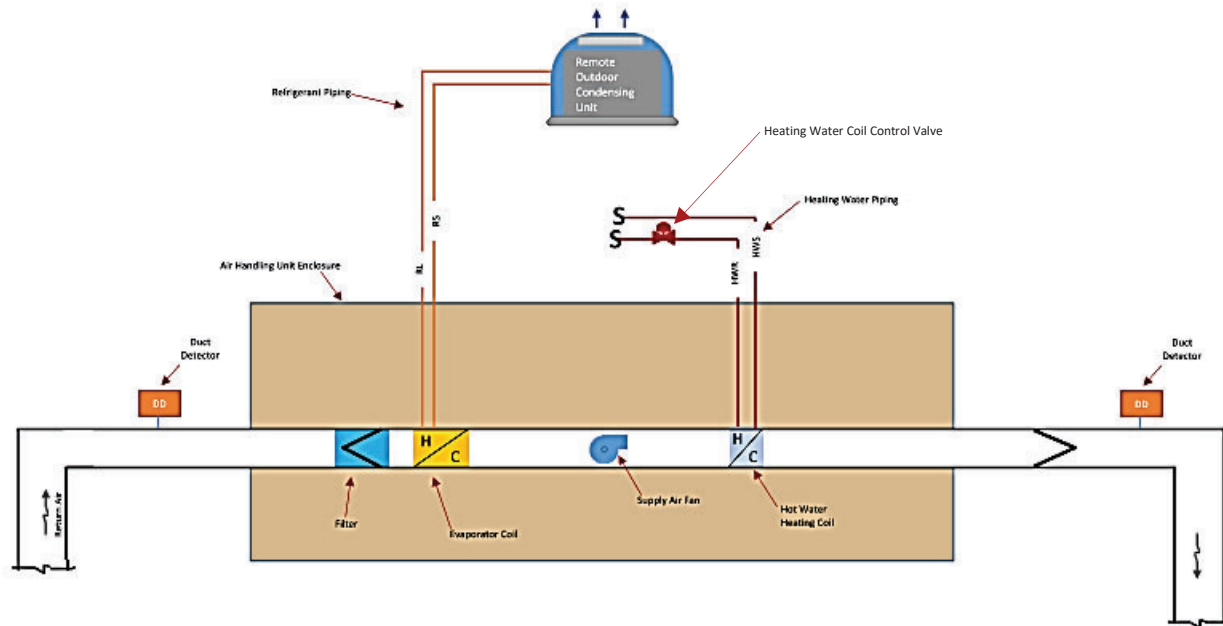 Remote
Outdoor
Condensing
Unit
Refrigerant Piping
Heating Water Coil Control Valve
S
S
Heating Water Piping
RS
RL
HWS
HWR
Air Handling Unit Enclosure
Duct
Detector
DD
Duct
Detector
DD
H
C
H
C
Return Air
Filter
Evaporator Coil
Supply Air Fan
Hot Water
Heating Coil